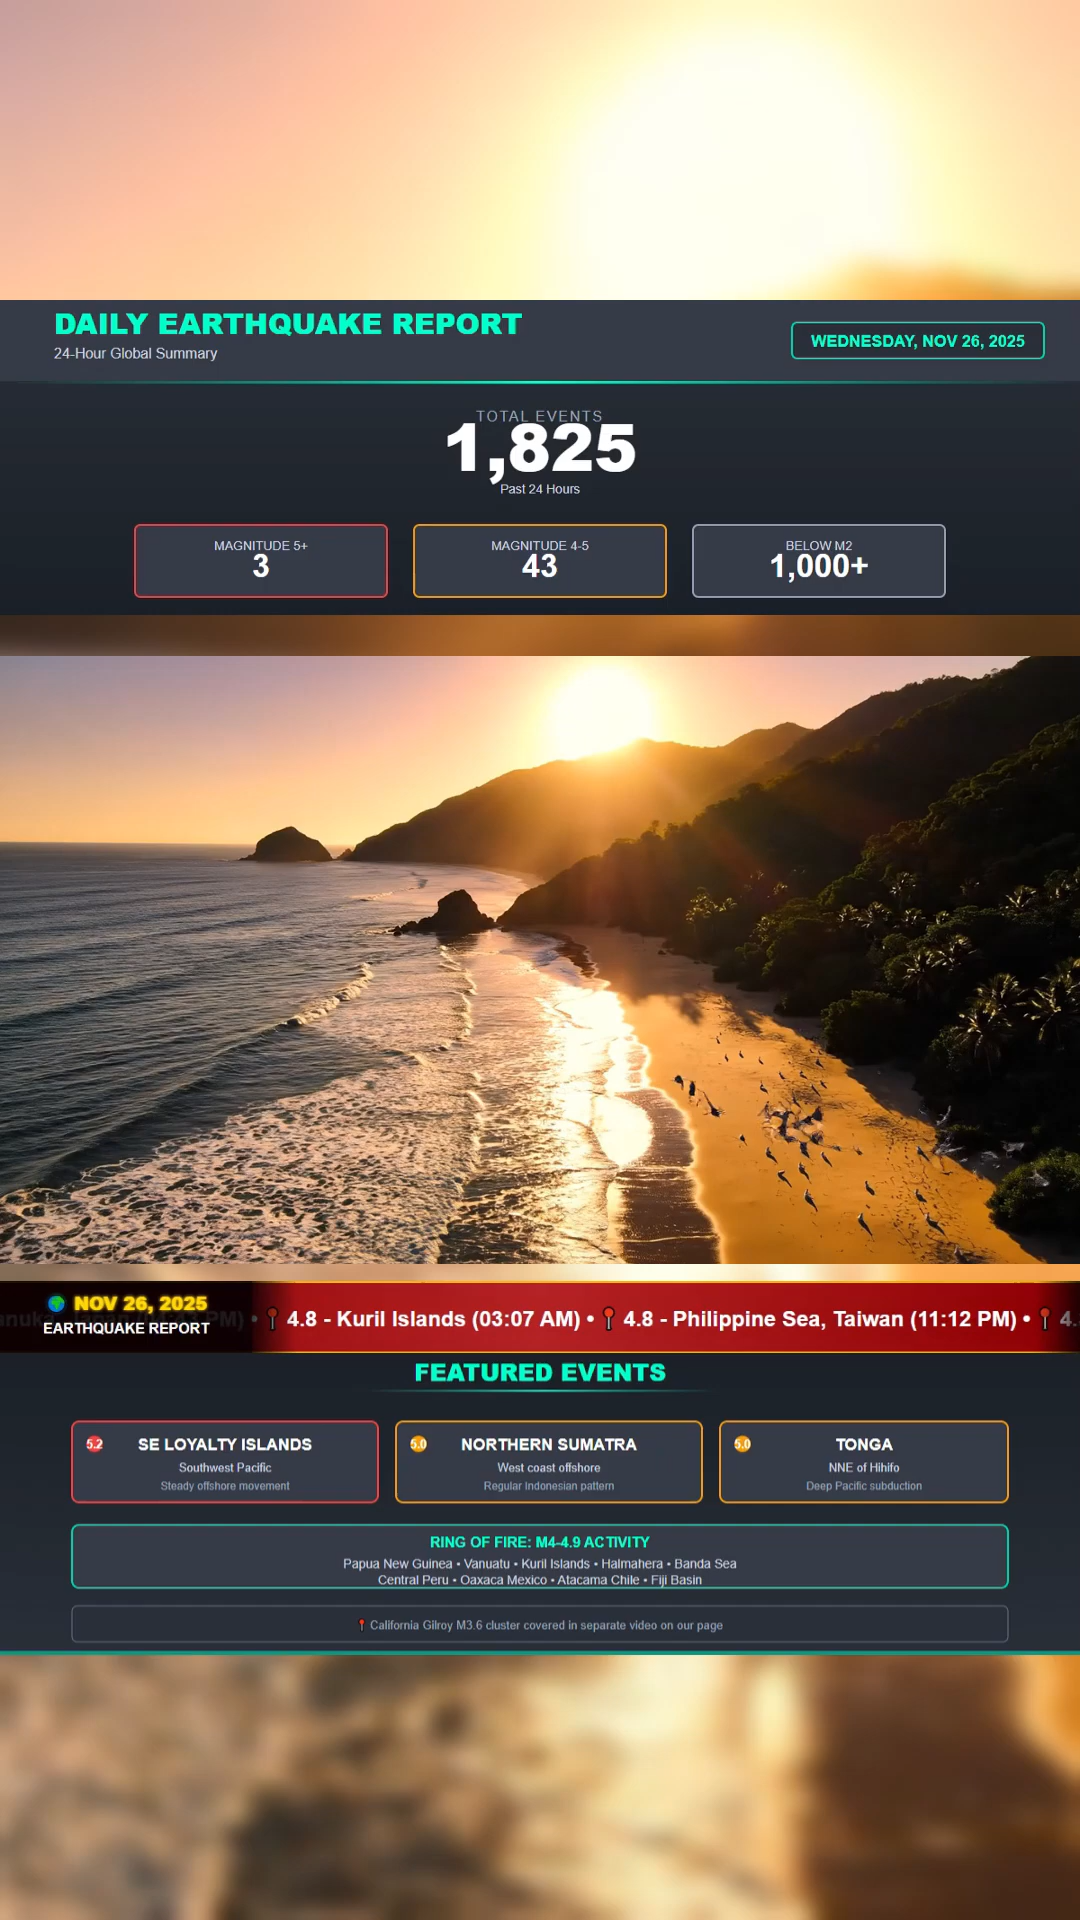 DAILY EARTHQUAKE REPORT
24-Hour Global Summary
WEDNESDAY, NOV 26, 2025
TOTAL EVENTS
1,825
Past 24 Hours
MAGNITUDE 5+
3
MAGNITUDE 4-5
43
BELOW M2
1,000+
NOV 26, 2025
EARTHQUAKE REPORT
PM) • 4.8 - Kuril Islands (03:07 AM) • 4.8 - Philippine Sea, Taiwan (11:12 PM) • 4.
FEATURED EVENTS
5.2
SE LOYALTY ISLANDS
Southwest Pacific
Steady offshore movement
5.0
NORTHERN SUMATRA
West coast offshore
Regular Indonesian pattern
5.0
TONGA
NNE of Hihifo
Deep Pacific subduction
RING OF FIRE: M4-4.9 ACTIVITY
Papua New Guinea • Vanuatu • Kuril Islands • Halmahera • Banda Sea
Central Peru • Oaxaca Mexico • Atacama Chile • Fiji Basin
California Gilroy M3.6 cluster covered in separate video on our page